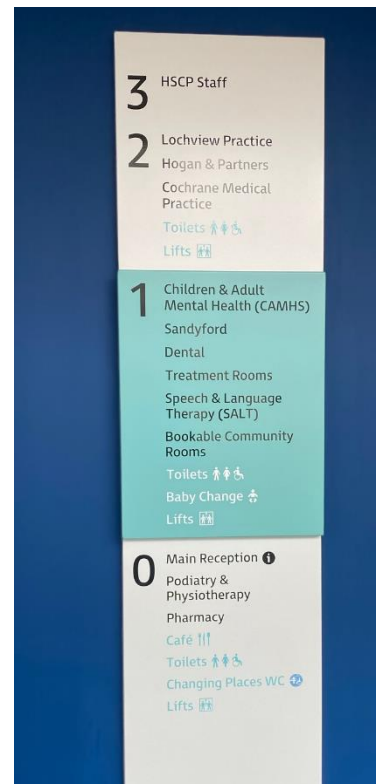 3 HSCP Staff
2 Lochview Practice
Hogan & Partners
Cochrane Medical
Practice
Toilets
Lifts
1 Children & Adult
Mental Health (CAMHS)
Sandyford
Dental
Treatment Rooms
Speech & Language
Therapy (SALT)
Bookable Community
Rooms
Toilets
Baby Change
Lifts
0 Main Reception i
Podiatry &
Physiotherapy
Pharmacy
Café
Toilets
Changing Places WC
Lifts